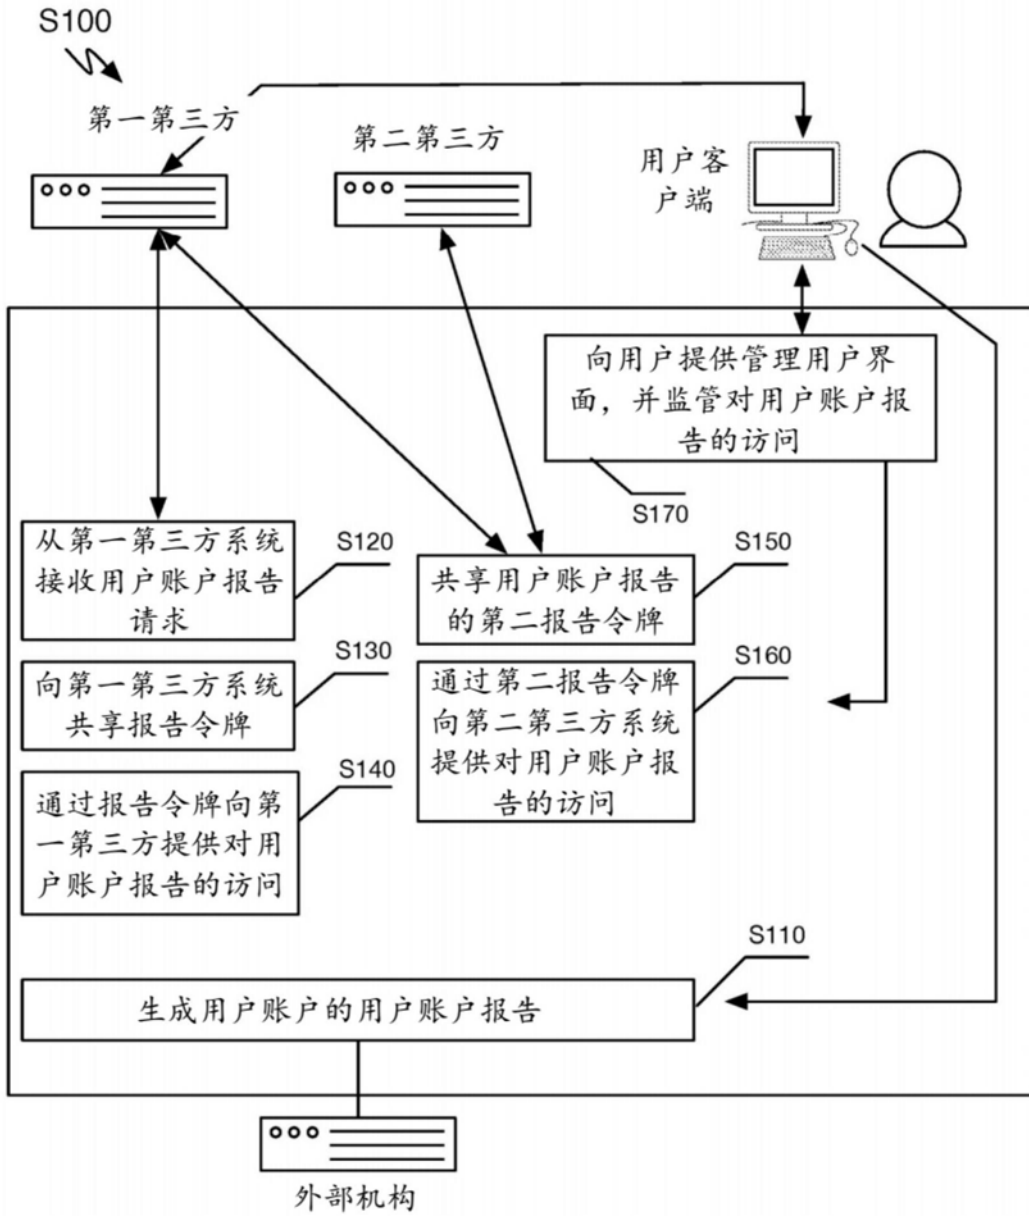 S100
第一第三方
第二第三方
用户客
户端
向用户提供管理用户界
面，并监管对用户账户报
告的访问
S170
从第一第三方系统
接收用户账户报告
请求
S120
共享用户账户报告
的第二报告令牌
S150
向第一第三方系统
共享报告令牌
S130
通过第二报告令牌
向第二第三方系统
提供对用户账户报
告的访问
S160
通过报告令牌向第
一第三方提供对用
户账户报告的访问
S140
S110
生成用户账户的用户账户报告
外部机构